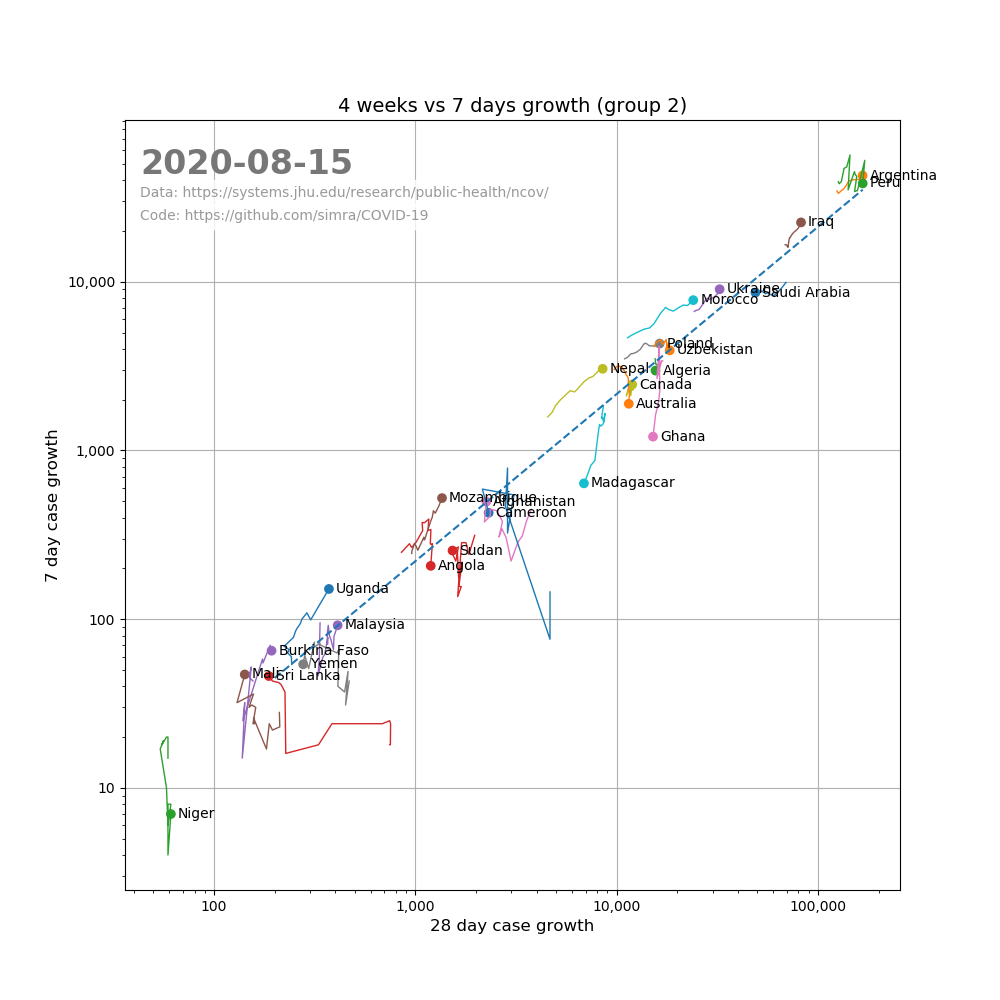 4 weeks vs 7 days growth (group 2)
2020-08-15
Data: https://systems.jhu.edu/research/public-health/ncov/
Code: https://github.com/simra/COVID-19
Argentina
Peru
Iraq
10,000
Ukraine
Saudi Arabia
Morocco
Poland
Uzbekistan
Nepal
Algeria
Canada
Australia
Ghana
1,000
Madagascar
Mozambique
Afghanistan
Cameroon
Sudan
Angola
Uganda
100
Malaysia
Burkina Faso
Yemen
Mali
Sri Lanka
10
Niger
7 day case growth
100
1,000
10,000
100,000
28 day case growth